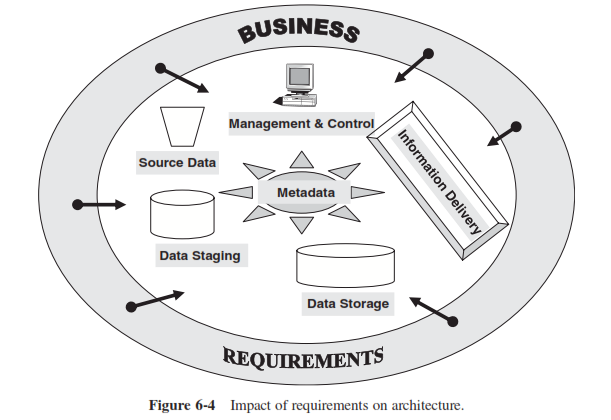 BUSINESS
Management & Control
Source Data
Information Delivery
Metadata
Data Staging
Data Storage
REQUIREMENTS
Figure 6-4 Impact of requirements on architecture.